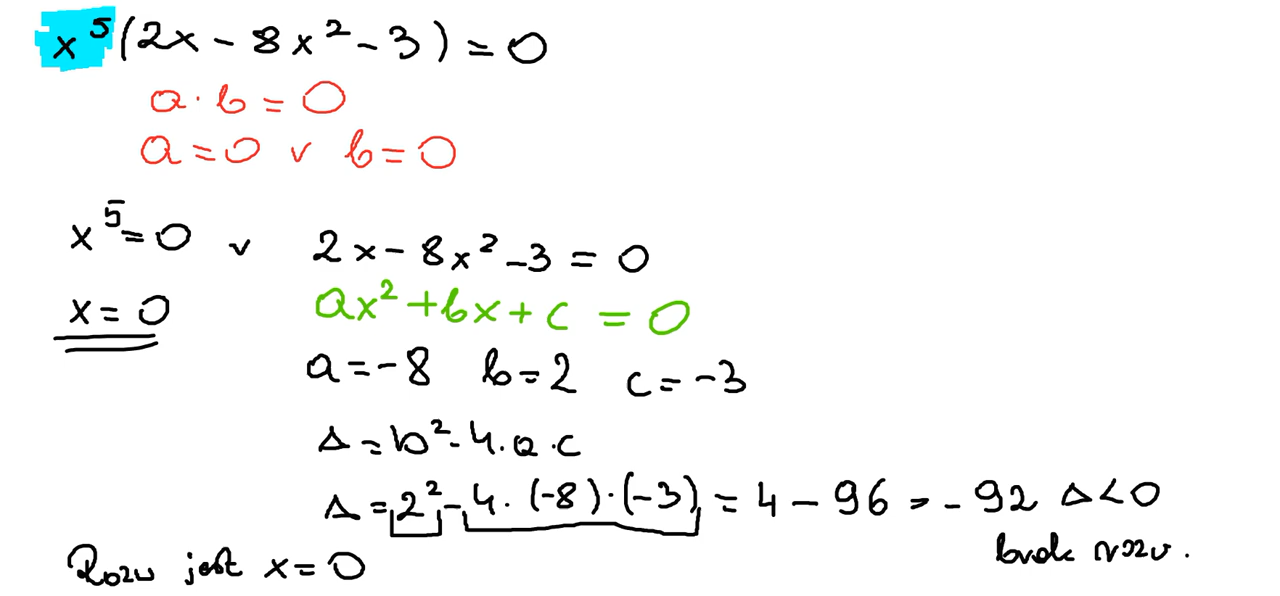 x⁵(2x - 8x² - 3) = 0
a · b = 0
a = 0 v b = 0
x⁵ = 0 v 2x - 8x² - 3 = 0
x = 0 ax² + bx + c = 0
a = -8 b = 2 c = -3
Δ = b² - 4 · a · c
Δ = 2² - 4 · (-8) · (-3) = 4 - 96 = -92 Δ < 0
brak rozw.
Rozw jest x = 0